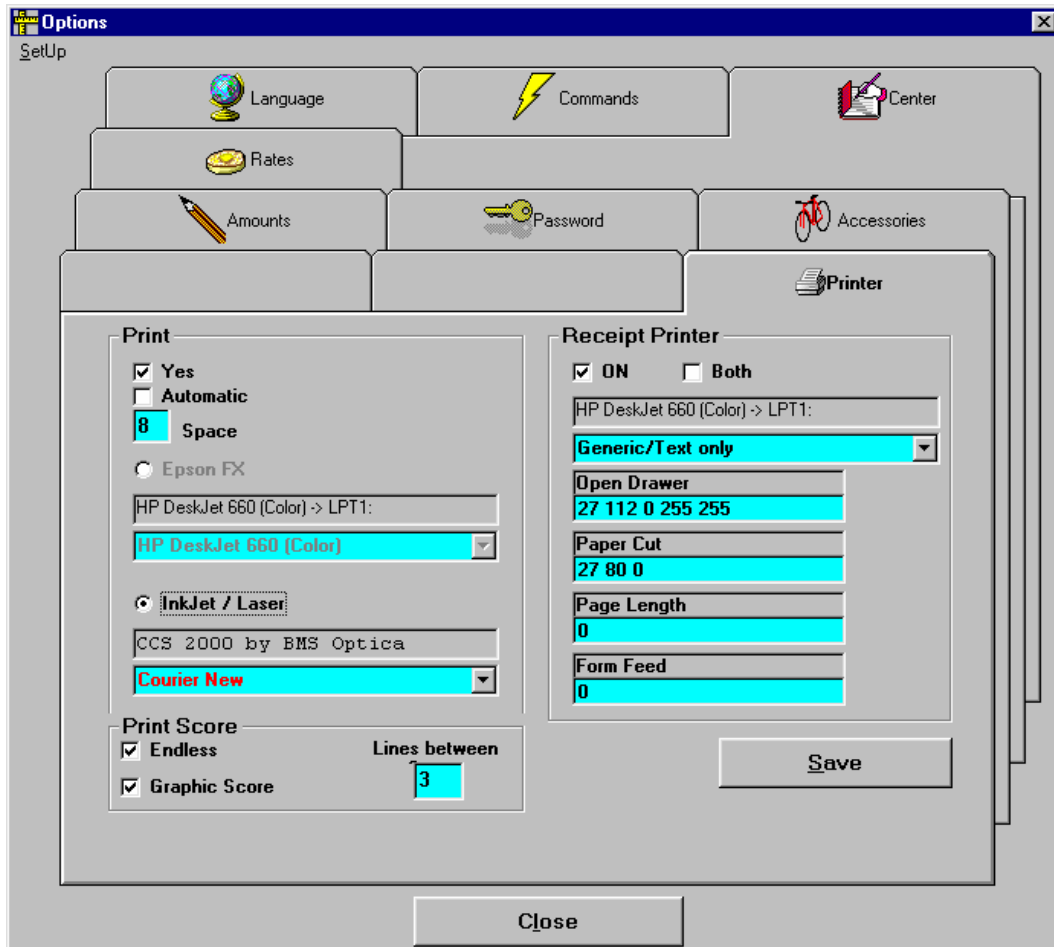 Options
SetUp
Language
Commands
Center
Rates
Amounts
Password
Accessories
Printer
Print
Yes
Automatic
8 Space
Epson FX
HP DeskJet 660 (Color) -> LPT1:
HP DeskJet 660 (Color)
InkJet / Laser
CCS 2000 by BMS Optica
Courier New
Print Score
Endless
Lines between
3
Graphic Score
Receipt Printer
ON Both
HP DeskJet 660 (Color) -> LPT1:
Generic/Text only
Open Drawer
27 112 0 255 255
Paper Cut
27 80 0
Page Length
0
Form Feed
0
Save
Close